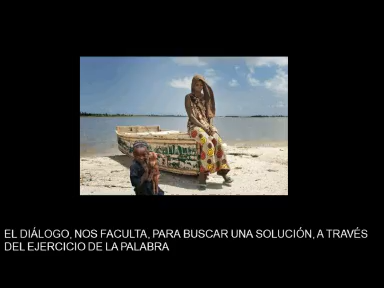 EL DIÁLOGO, NOS FACULTA, PARA BUSCAR UNA SOLUCIÓN, A TRAVÉS
DEL EJERCICIO DE LA PALABRA